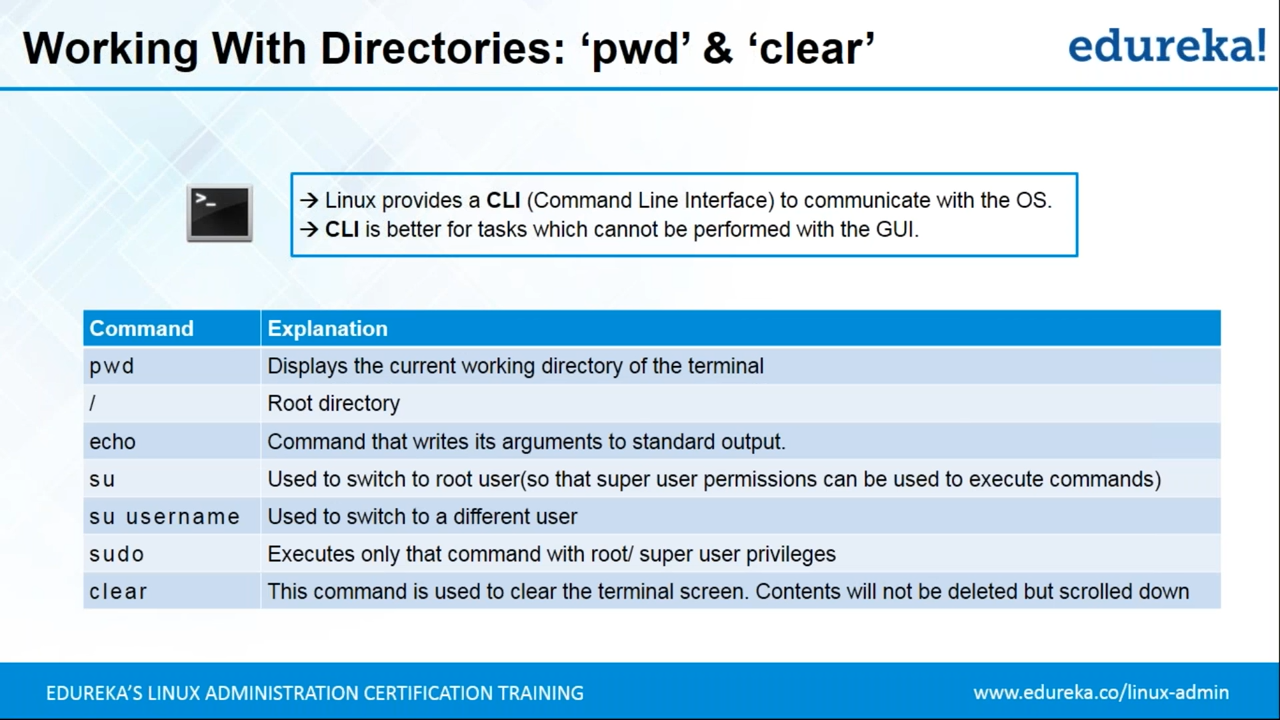 Working With Directories: ‘pwd’ & ‘clear’
edureka!
>_
→ Linux provides a CLI (Command Line Interface) to communicate with the OS.
→ CLI is better for tasks which cannot be performed with the GUI.
Command Explanation
pwd Displays the current working directory of the terminal
/ Root directory
echo Command that writes its arguments to standard output.
su Used to switch to root user(so that super user permissions can be used to execute commands)
su username Used to switch to a different user
sudo Executes only that command with root/ super user privileges
clear This command is used to clear the terminal screen. Contents will not be deleted but scrolled down
EDUREKA’S LINUX ADMINISTRATION CERTIFICATION TRAINING
www.edureka.co/linux-admin